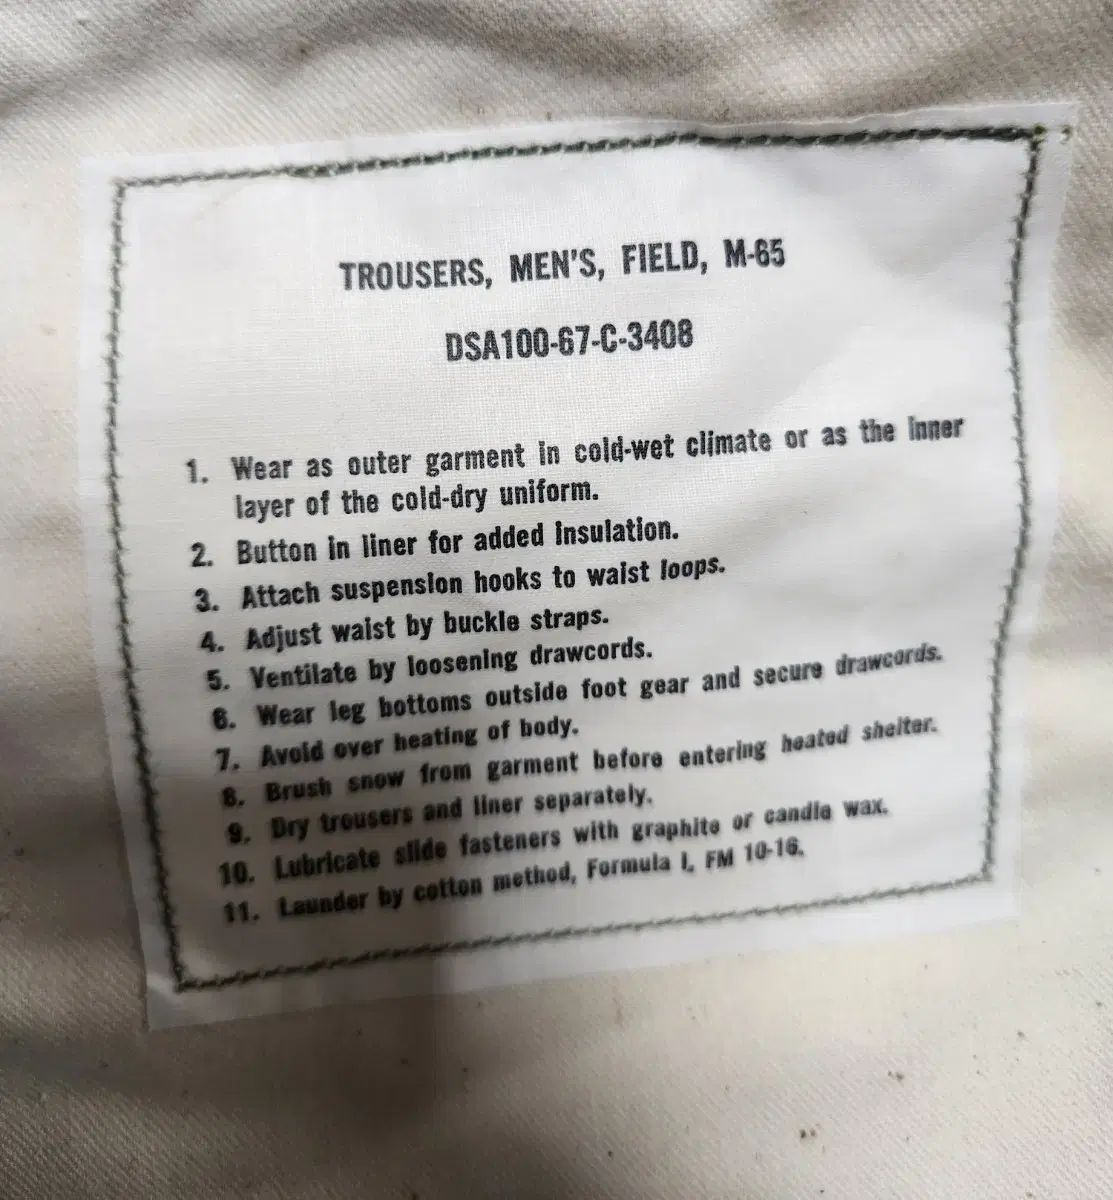 TROUSERS, MEN'S, FIELD, M-65
DSA100-67-C-3408
1. Wear as outer garment in cold-wet climate or as the inner
layer of the cold-dry uniform.
2. Button in liner for added insulation.
3. Attach suspension hooks to waist loops.
4. Adjust waist by buckle straps.
5. Ventilate by loosening drawcords.
6. Wear leg bottoms outside foot gear and secure drawcords.
7. Avoid over heating of body.
8. Brush snow from garment before entering heated shelter.
9. Dry trousers and liner separately.
10. Lubricate slide fasteners with graphite or candle wax.
11. Launder by cotton method, Formula I, FM 10-16.